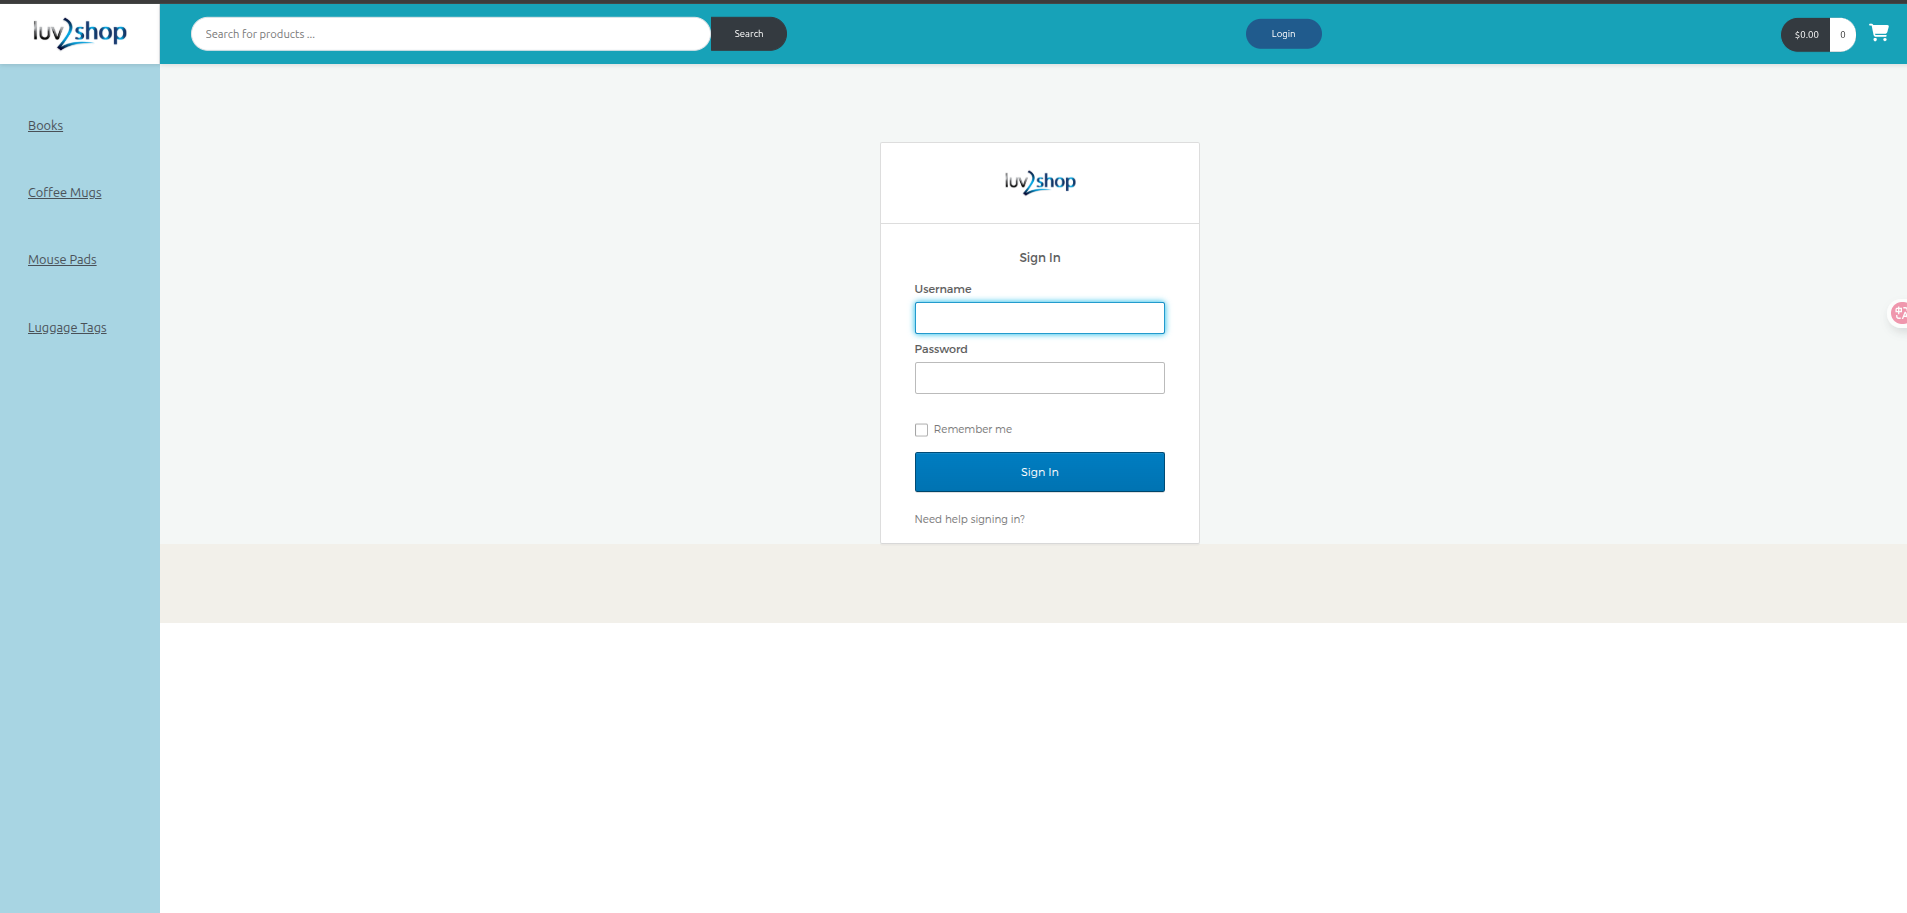 luv2shop
Search for products ...
Search
Login
$0.00
0
Books
Coffee Mugs
Mouse Pads
Luggage Tags
luv2shop
Sign In
Username
Password
Remember me
Sign In
Need help signing in?